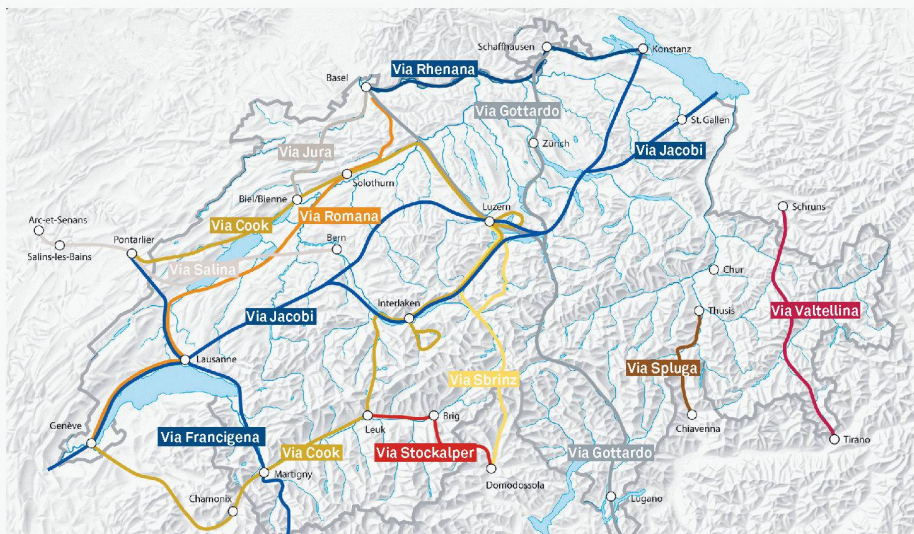 Schaffhausen
Konstanz
Via Rhenana
Basel
Via Gottardo
St. Gallen
Zürich
Via Jacobi
Via Jura
Solothurn
Biel/Bienne
Luzern
Schruns
Via Romana
Via Cook
Arc-et-Senans
Bern
Pontarlier
Salins-les-Bains
Via Salina
Chur
Interlaken
Thusis
Via Valtellina
Via Jacobi
Lausanne
Via Spluga
Via Sbrinz
Genève
Leuk
Brig
Chiavenna
Via Francigena
Via Cook
Via Stockalper
Via Gottardo
Tirano
Martigny
Domodossola
Chamonix
Lugano